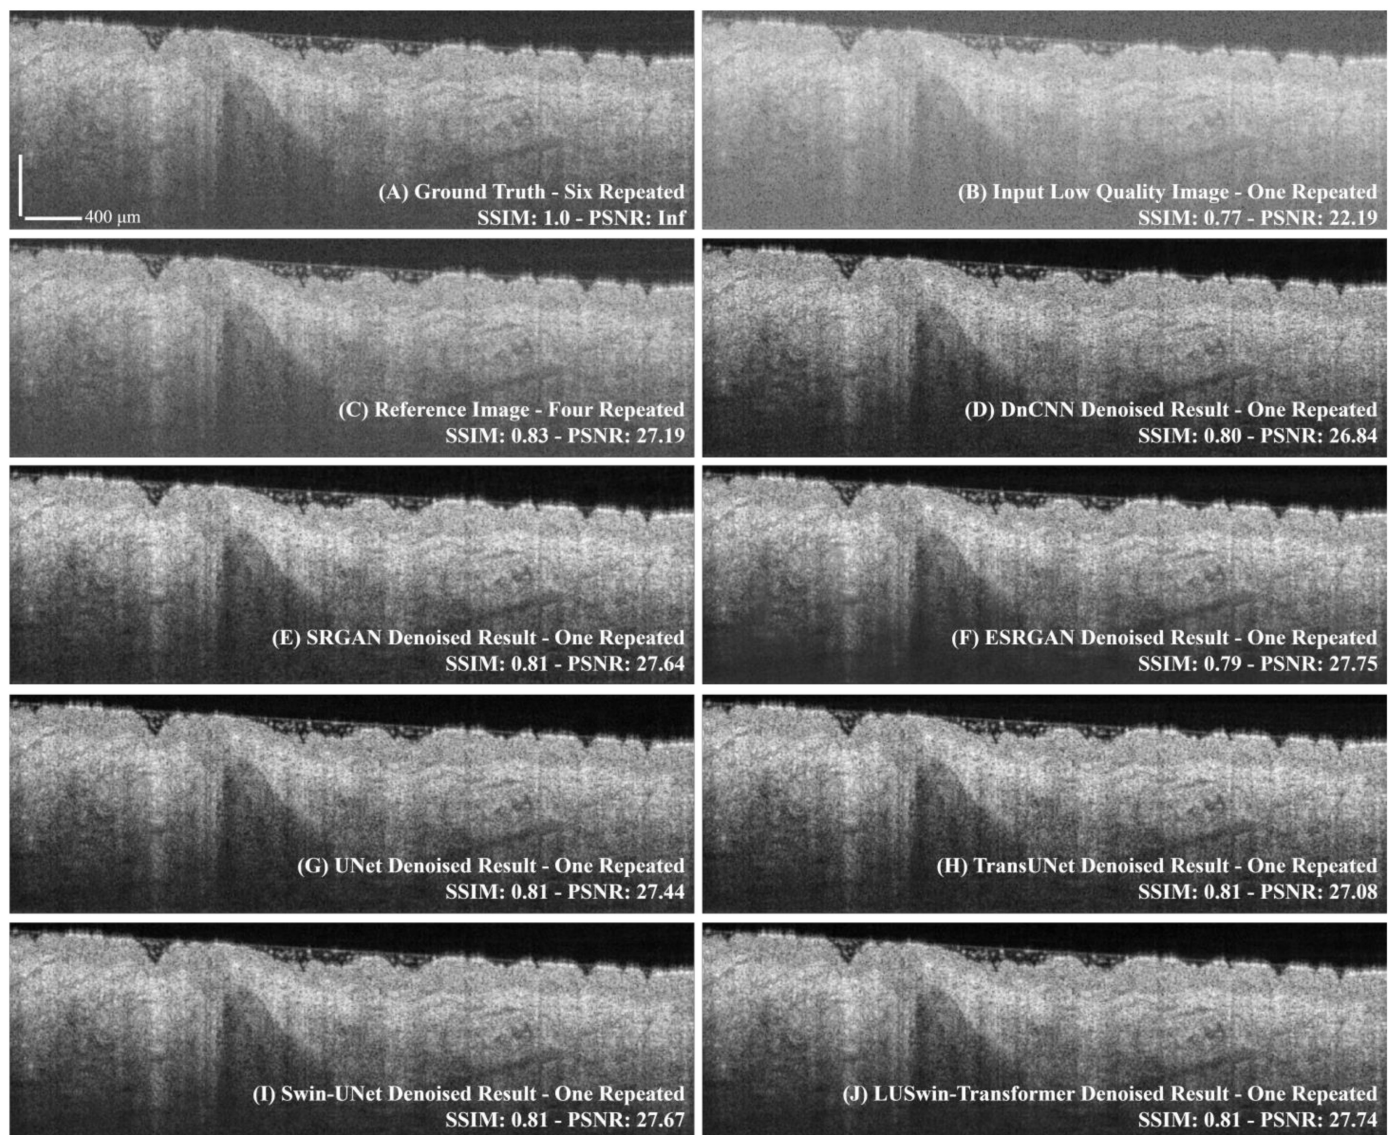 (A) Ground Truth - Six Repeated
SSIM: 1.0 - PSNR: Inf
400 μm
(B) Input Low Quality Image - One Repeated
SSIM: 0.77 - PSNR: 22.19
(C) Reference Image - Four Repeated
SSIM: 0.83 - PSNR: 27.19
(D) DnCNN Denoised Result - One Repeated
SSIM: 0.80 - PSNR: 26.84
(E) SRGAN Denoised Result - One Repeated
SSIM: 0.81 - PSNR: 27.64
(F) ESRGAN Denoised Result - One Repeated
SSIM: 0.79 - PSNR: 27.75
(G) UNet Denoised Result - One Repeated
SSIM: 0.81 - PSNR: 27.44
(H) TransUNet Denoised Result - One Repeated
SSIM: 0.81 - PSNR: 27.08
(I) Swin-UNet Denoised Result - One Repeated
SSIM: 0.81 - PSNR: 27.67
(J) LUSwin-Transformer Denoised Result - One Repeated
SSIM: 0.81 - PSNR: 27.74